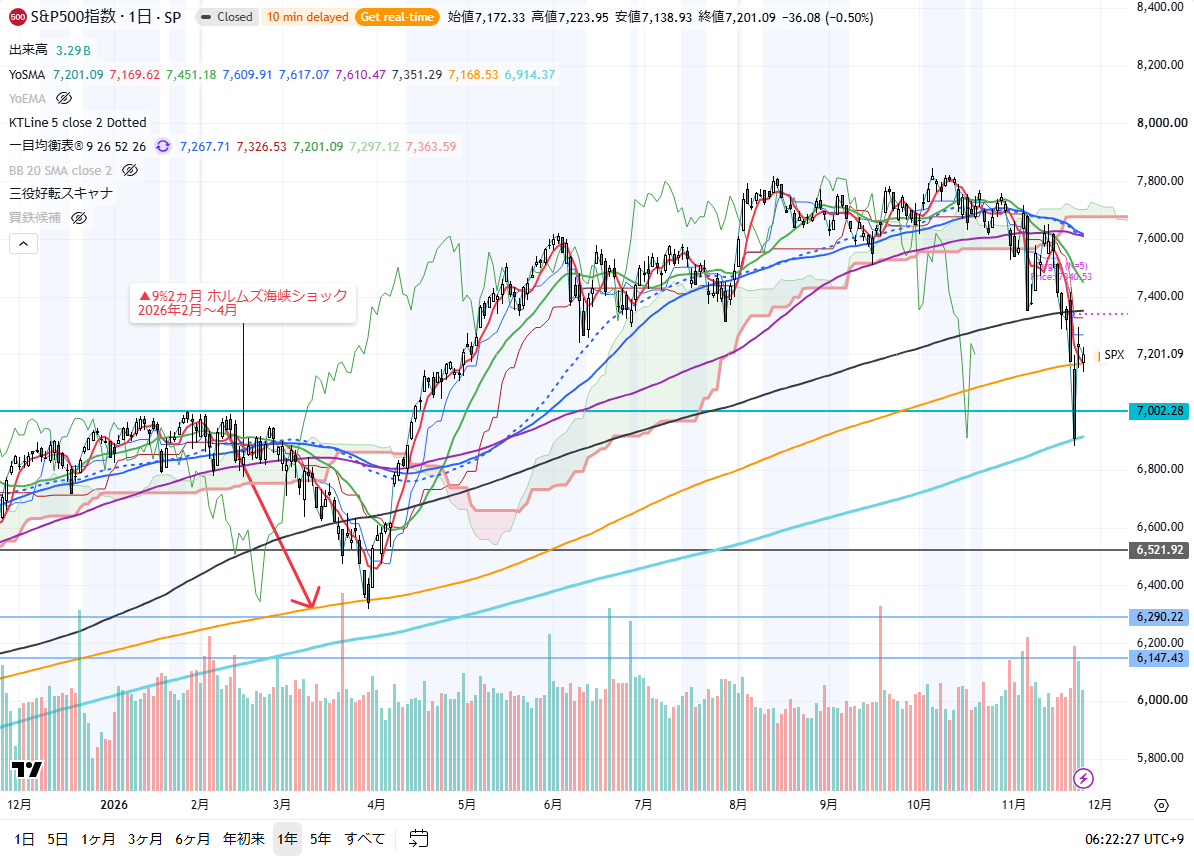 500 S&P500指数・1日・SP Closed 10 min delayed Get real-time 始値7,172.33 高値7,223.95 安値7,138.93 終値7,201.09 −36.08 (−0.50%)
出来高 3.29B
YoSMA 7,201.09 7,169.62 7,451.18 7,609.91 7,617.07 7,610.47 7,351.29 7,168.53 6,914.37
YoEMA
KTLine 5 close 2 Dotted
一目均衡表® 9 26 52 26 7,267.71 7,326.53 7,201.09 7,297.12 7,363.59
BB 20 SMA close 2
三役好転スキャナ
買鉄候補
▲9%2ヵ月 ホルムズ海峡ショック
2026年2月〜4月
8,400.00
8,200.00
8,000.00
7,800.00
7,600.00
7,400.00
SPX 7,201.09
7,002.28
6,800.00
6,600.00
6,521.92
6,400.00
6,290.22
6,200.00
6,147.43
6,000.00
5,800.00
12月 2026 2月 3月 4月 5月 6月 7月 8月 9月 10月 11月 12月
1日 5日 1ヶ月 3ヶ月 6ヶ月 年初来 1年 5年 すべて 06:22:27 UTC+9